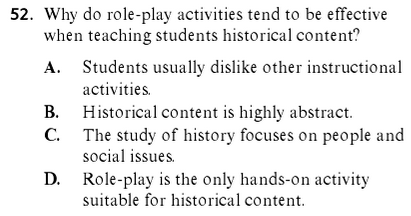 52. Why do role-play activities tend to be effective
when teaching students historical content?
A. Students usually dislike other instructional
activities.
B. Historical content is highly abstract.
C. The study of history focuses on people and
social issues.
D. Role-play is the only hands-on activity
suitable for historical content.